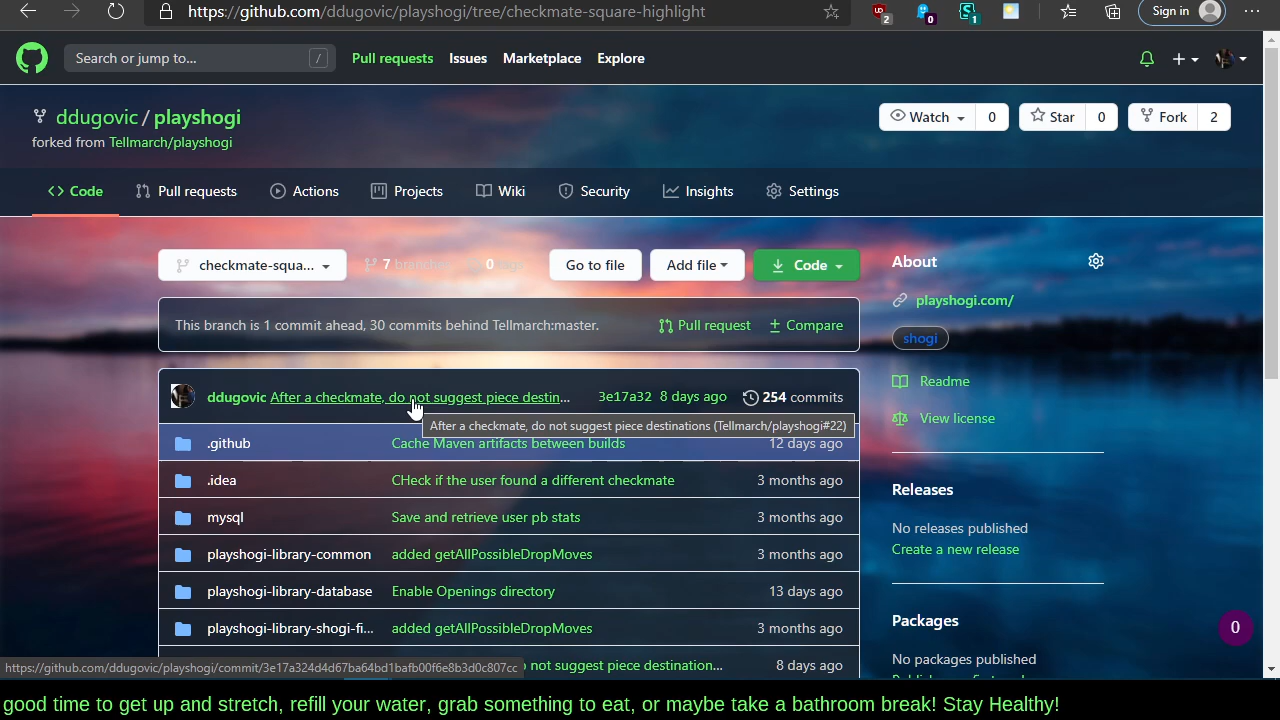 https://github.com/ddugovic/playshogi/tree/checkmate-square-highlight
2
0
1
Sign in
Search or jump to...
/
Pull requests
Issues
Marketplace
Explore
ddugovic / playshogi
forked from Tellmarch/playshogi
Watch 0
Star 0
Fork 2
Code
Pull requests
Actions
Projects
Wiki
Security
Insights
Settings
checkmate-squa...
7 branches
0 tags
Go to file
Add file
Code
This branch is 1 commit ahead, 30 commits behind Tellmarch:master.
Pull request
Compare
ddugovic After a checkmate, do not suggest piece destin... 3e17a32 8 days ago 254 commits
After a checkmate, do not suggest piece destinations (Tellmarch/playshogi#22)
.github Cache Maven artifacts between builds 12 days ago
.idea CHeck if the user found a different checkmate 3 months ago
mysql Save and retrieve user pb stats 3 months ago
playshogi-library-common added getAllPossibleDropMoves 3 months ago
playshogi-library-database Enable Openings directory 13 days ago
playshogi-library-shogi-fi... added getAllPossibleDropMoves 3 months ago
not suggest piece destination... 8 days ago
https://github.com/ddugovic/playshogi/commit/3e17a324d4d67ba64bd1bafb00f6e8b3d0c807cc
About
playshogi.com/
shogi
Readme
View license
Releases
No releases published
Create a new release
Packages
No packages published
0
good time to get up and stretch, refill your water, grab something to eat, or maybe take a bathroom break! Stay Healthy!